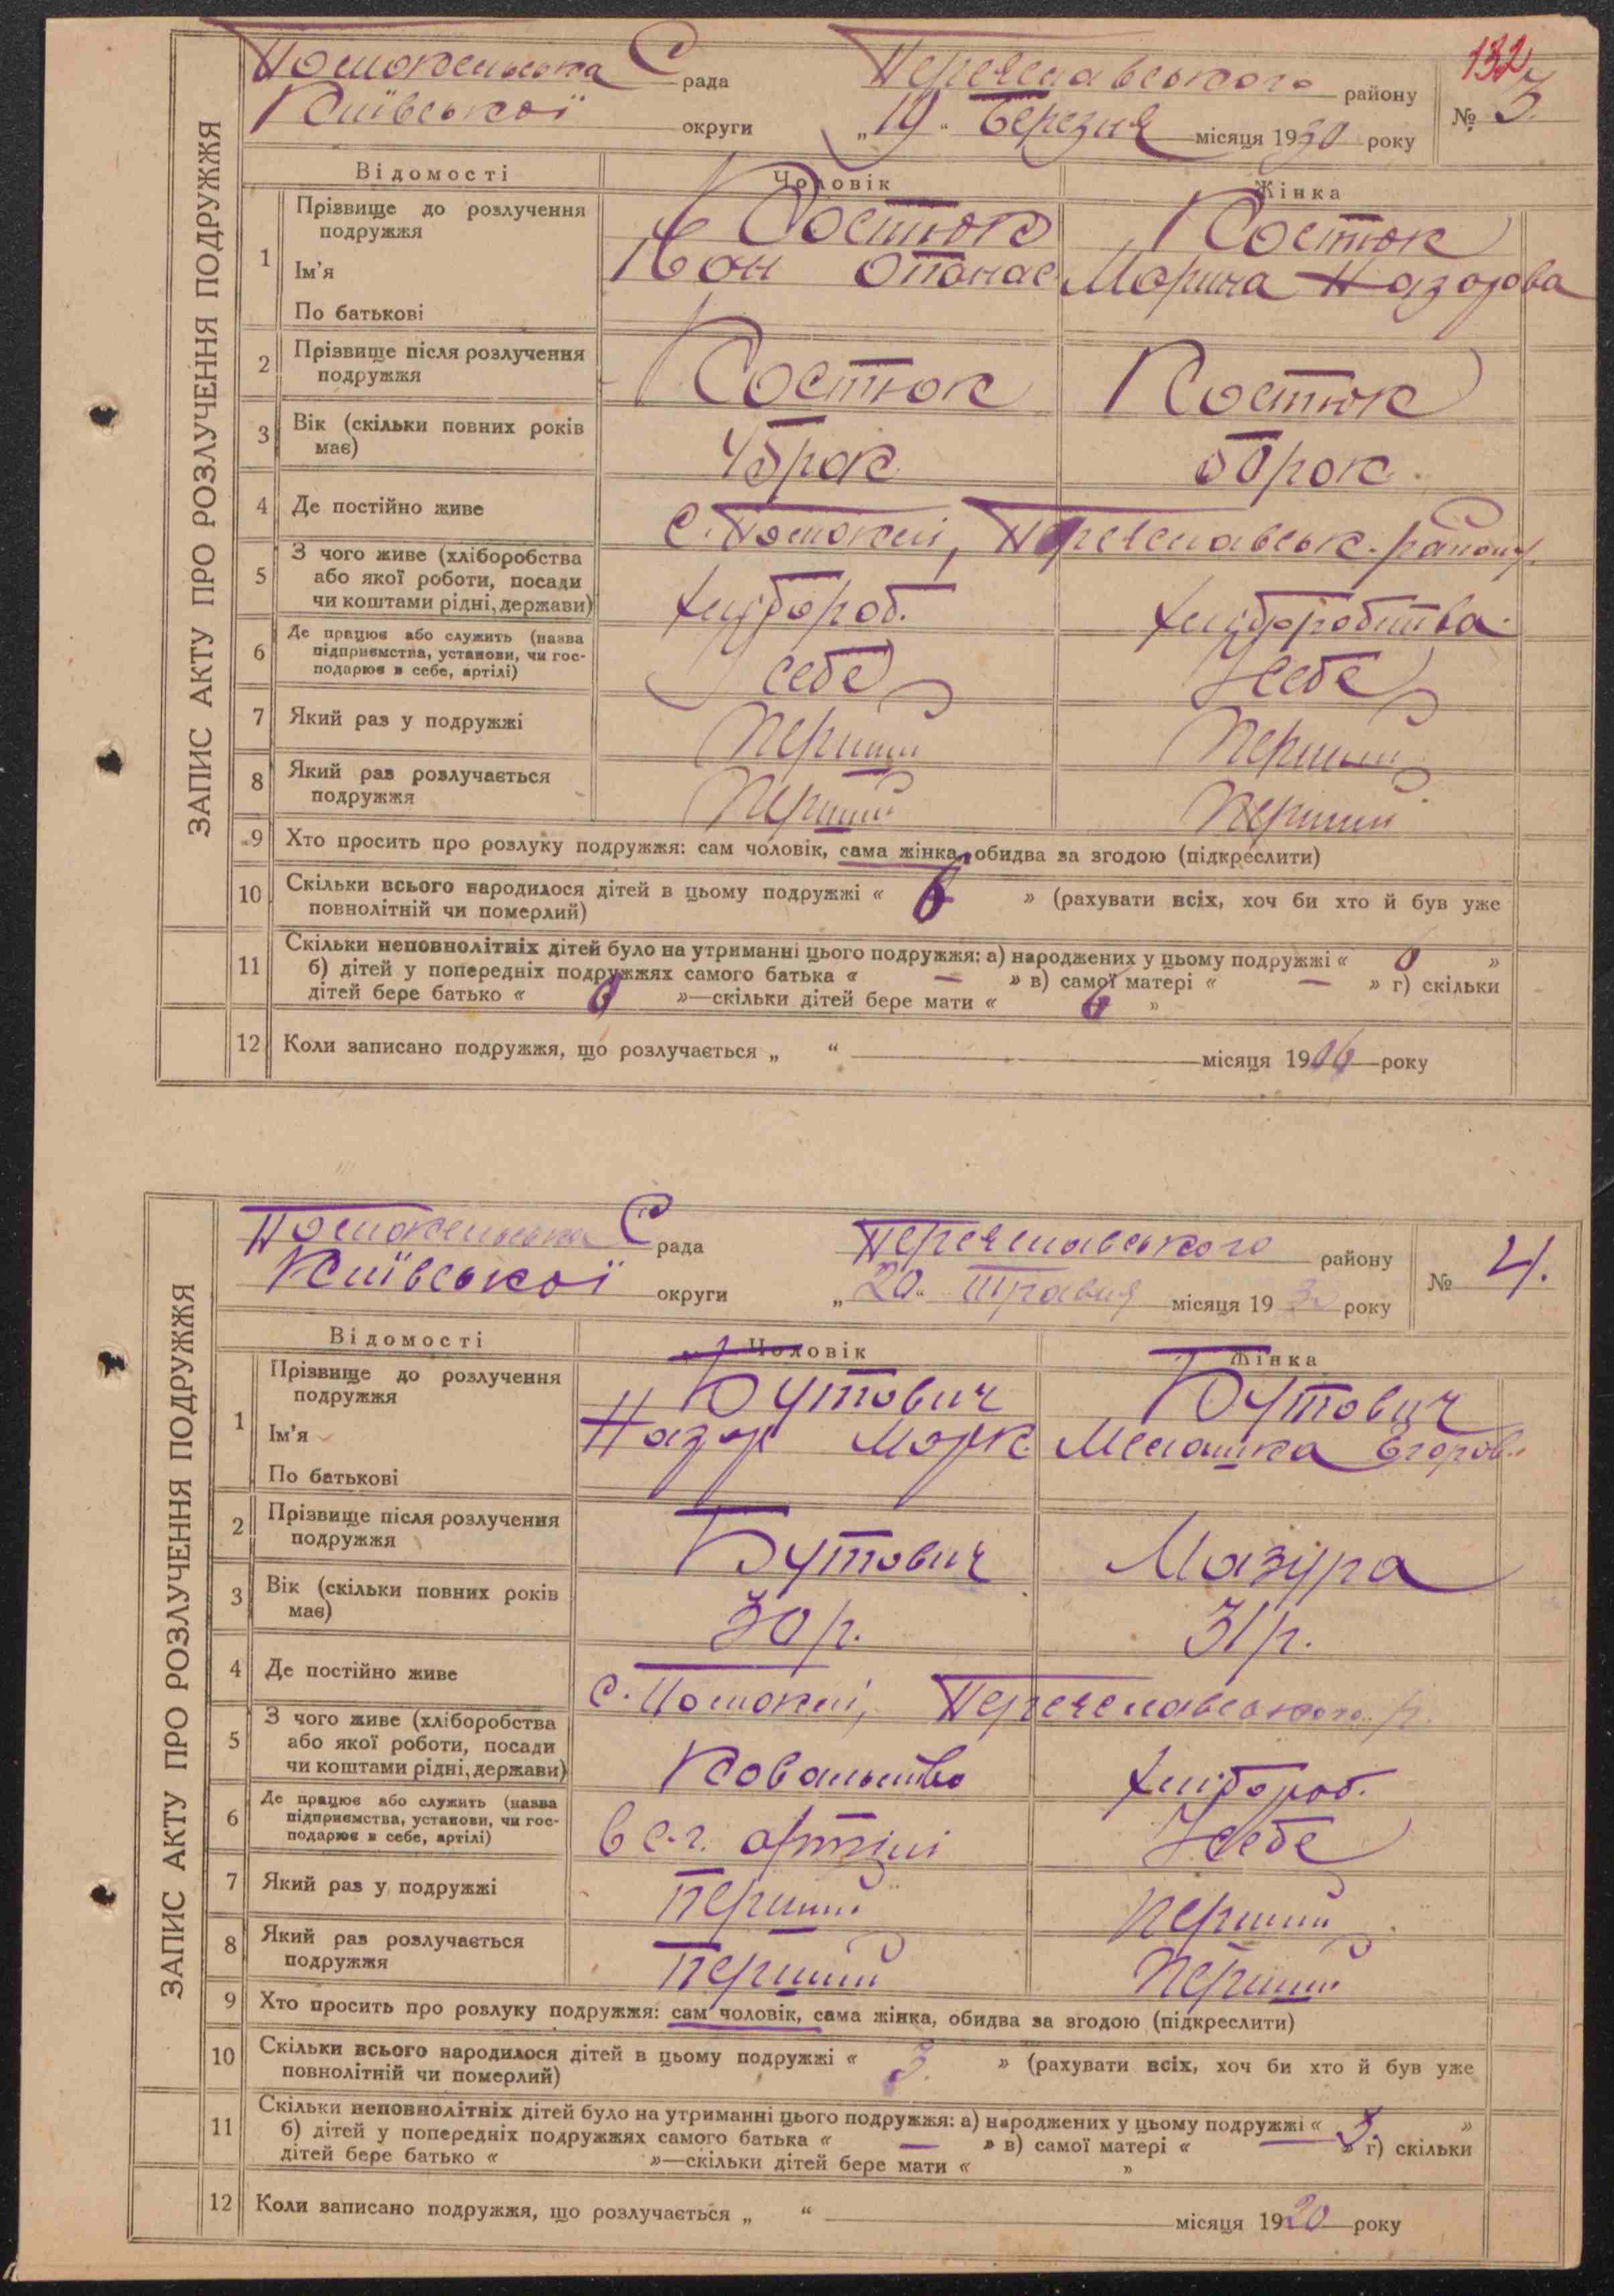 132
ЗАПИС АКТУ ПРО РОЗЛУЧЕННЯ ПОДРУЖЖЯ
Помоклиська С рада Переяславського району № 3.
Київської округи „19“ березня місяця 1930 року
Відомості Чоловік Жінка
1 Прізвище до розлучення подружжя Костюк Костюк
Ім'я Опанас Марина Назарова
По батькові
2 Прізвище після розлучення подружжя Костюк Костюк
3 Вік (скільки повних років має) рок. рок.
4 Де постійно живе с. Помоклі, Переяславськ. району
5 З чого живе (хліборобства або якої роботи, посади чи коштами рідні, держави) Хлібороб. Хліборобства
6 Де працює або служить (назва підприємства, установи, чи господарює в себе, артілі) У себе У себе
7 Який раз у подружжі Перший Перший
8 Який раз розлучається подружжя Перший Перший
9 Хто просить про розлуку подружжя: сам чоловік, сама жінка, обидва за згодою (підкреслити)
10 Скільки всього народилося дітей в цьому подружжі « 6 » (рахувати всіх, хоч би хто й був уже
повнолітній чи померлий)
11 Скільки неповнолітніх дітей було на утриманні цього подружжя: а) народжених у цьому подружжі « »
б) дітей у попередніх подружжях самого батька « — » в) самої матері « — » г) скільки
дітей бере батько « »—скільки дітей бере мати « »
12 Коли записано подружжя, що розлучається „ “ місяця 1906 року
ЗАПИС АКТУ ПРО РОЗЛУЧЕННЯ ПОДРУЖЖЯ
Помоклиська С рада Переяславського району № 4.
Київської округи „20“ Травня місяця 1930 року
Відомості Чоловік Жінка
1 Прізвище до розлучення подружжя Бутович Бутович
Ім'я Назар Марк. Мелашка Егоров.
По батькові
2 Прізвище після розлучення подружжя Бутович Мазура
3 Вік (скільки повних років має) 30 р. 31 р.
4 Де постійно живе с. Помоклі, Переяславського р.
5 З чого живе (хліборобства або якої роботи, посади чи коштами рідні, держави) Ковальство Хлібороб.
6 Де працює або служить (назва підприємства, установи, чи господарює в себе, артілі) в с.-г. артілі У себе
7 Який раз у подружжі Перший Перший
8 Який раз розлучається подружжя Перший Перший
9 Хто просить про розлуку подружжя: сам чоловік, сама жінка, обидва за згодою (підкреслити)
10 Скільки всього народилося дітей в цьому подружжі « 3. » (рахувати всіх, хоч би хто й був уже
повнолітній чи померлий)
11 Скільки неповнолітніх дітей було на утриманні цього подружжя: а) народжених у цьому подружжі « 3. »
б) дітей у попередніх подружжях самого батька « — » в) самої матері « — » г) скільки
дітей бере батько « »—скільки дітей бере мати « »
12 Коли записано подружжя, що розлучається „ “ місяця 1920 року